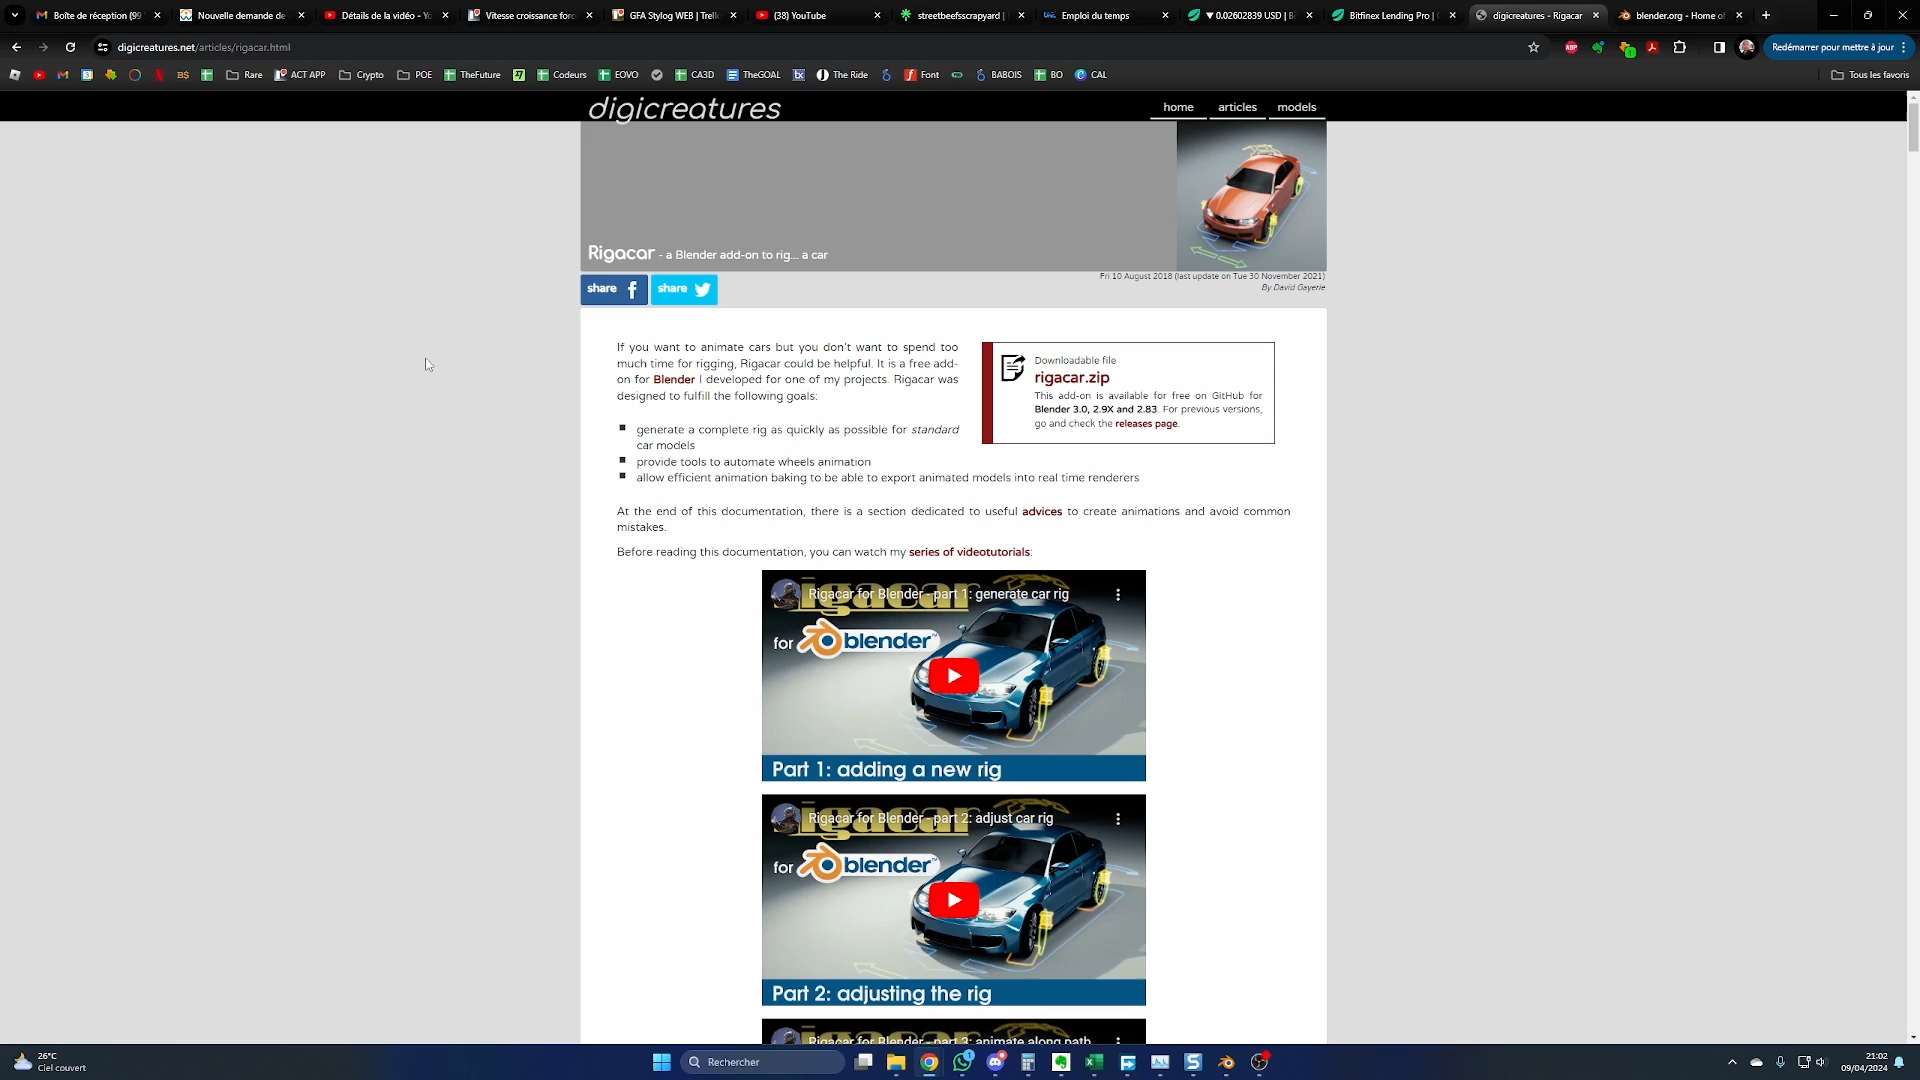 Boîte de réception (99
Nouvelle demande de
Détails de la vidéo - Yo
Vitesse croissance forc
GFA Stylog WEB | Trell
(38) YouTube
streetbeefsscrapyard |
Emploi du temps
▼ 0.02602839 USD | Bi
Bitfinex Lending Pro |
digicreatures - Rigacar
blender.org - Home of
digicreatures.net/articles/rigacar.html
ABP
1
Redémarrer pour mettre à jour
B$
Rare
ACT APP
Crypto
POE
TheFuture
Codeurs
EOVO
CA3D
TheGOAL
bx
The Ride
Font
BABOIS
BO
CAL
Tous les favoris
digicreatures
home
articles
models
Rigacar - a Blender add-on to rig... a car
share
share
Fri 10 August 2018 (last update on Tue 30 November 2021)
By David Gayerie
If you want to animate cars but you don't want to spend too
much time for rigging, Rigacar could be helpful. It is a free add-
on for Blender I developed for one of my projects. Rigacar was
designed to fulfill the following goals:
Downloadable file
rigacar.zip
This add-on is available for free on GitHub for
Blender 3.0, 2.9X and 2.83. For previous versions,
go and check the releases page.
generate a complete rig as quickly as possible for standard
car models
provide tools to automate wheels animation
allow efficient animation baking to be able to export animated models into real time renderers
At the end of this documentation, there is a section dedicated to useful advices to create animations and avoid common
mistakes.
Before reading this documentation, you can watch my series of videotutorials:
Rigacar for Blender - part 1: generate car rig
igacar
for blender
Part 1: adding a new rig
Rigacar for Blender - part 2: adjust car rig
igacar
for blender
Part 2: adjusting the rig
Rigacar for Blender - part 3: animate along path
26°C
Ciel couvert
Rechercher
1
21:02
09/04/2024